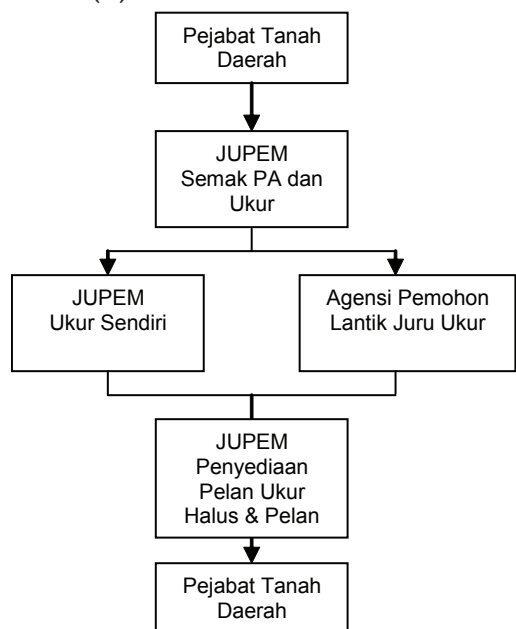 Pejabat Tanah
Daerah
JUPEM
Semak PA dan
Ukur
JUPEM
Ukur Sendiri
Agensi Pemohon
Lantik Juru Ukur
JUPEM
Penyediaan
Pelan Ukur
Halus & Pelan
Pejabat Tanah
Daerah